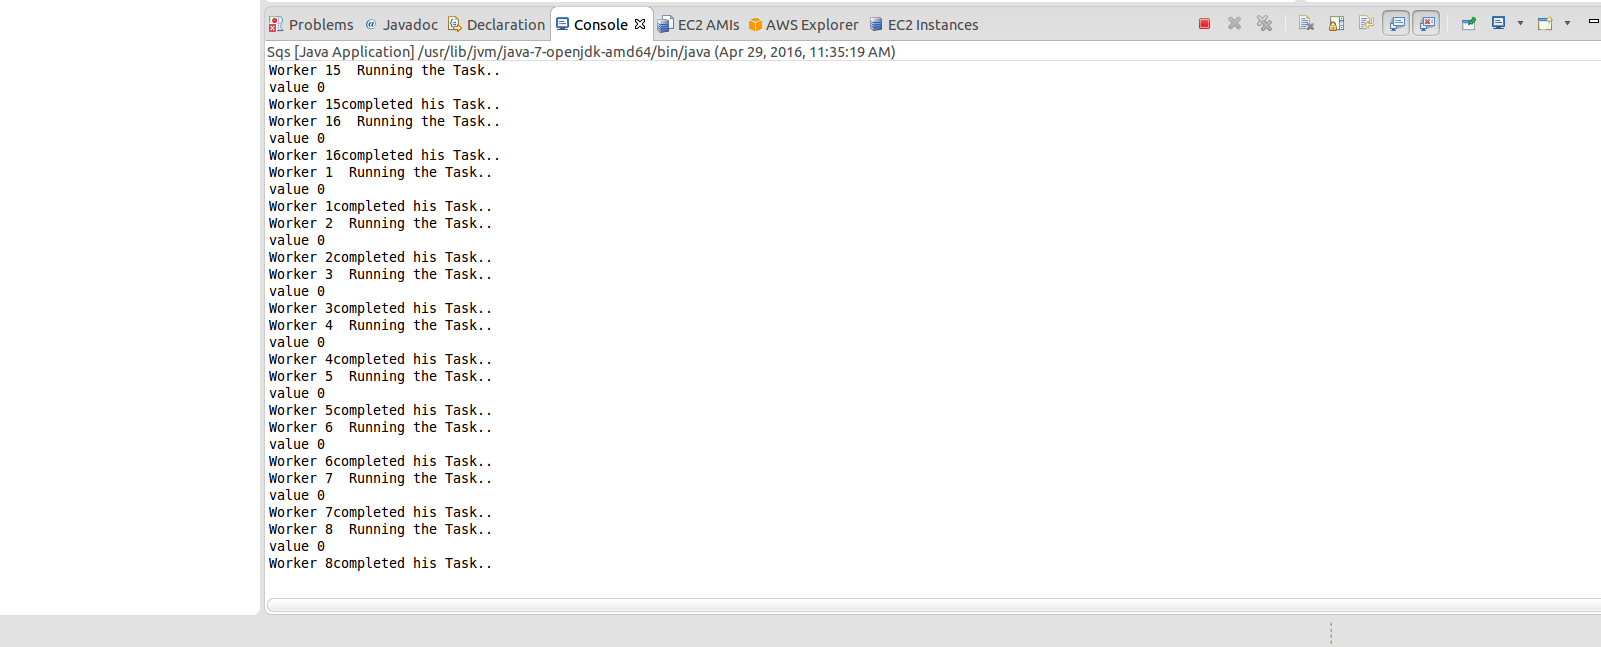 Problems @ Javadoc Declaration Console EC2 AMIs AWS Explorer EC2 Instances
Sqs [Java Application] /usr/lib/jvm/java-7-openjdk-amd64/bin/java (Apr 29, 2016, 11:35:19 AM)
Worker 15  Running the Task..
value 0
Worker 15completed his Task..
Worker 16  Running the Task..
value 0
Worker 16completed his Task..
Worker 1  Running the Task..
value 0
Worker 1completed his Task..
Worker 2  Running the Task..
value 0
Worker 2completed his Task..
Worker 3  Running the Task..
value 0
Worker 3completed his Task..
Worker 4  Running the Task..
value 0
Worker 4completed his Task..
Worker 5  Running the Task..
value 0
Worker 5completed his Task..
Worker 6  Running the Task..
value 0
Worker 6completed his Task..
Worker 7  Running the Task..
value 0
Worker 7completed his Task..
Worker 8  Running the Task..
value 0
Worker 8completed his Task..